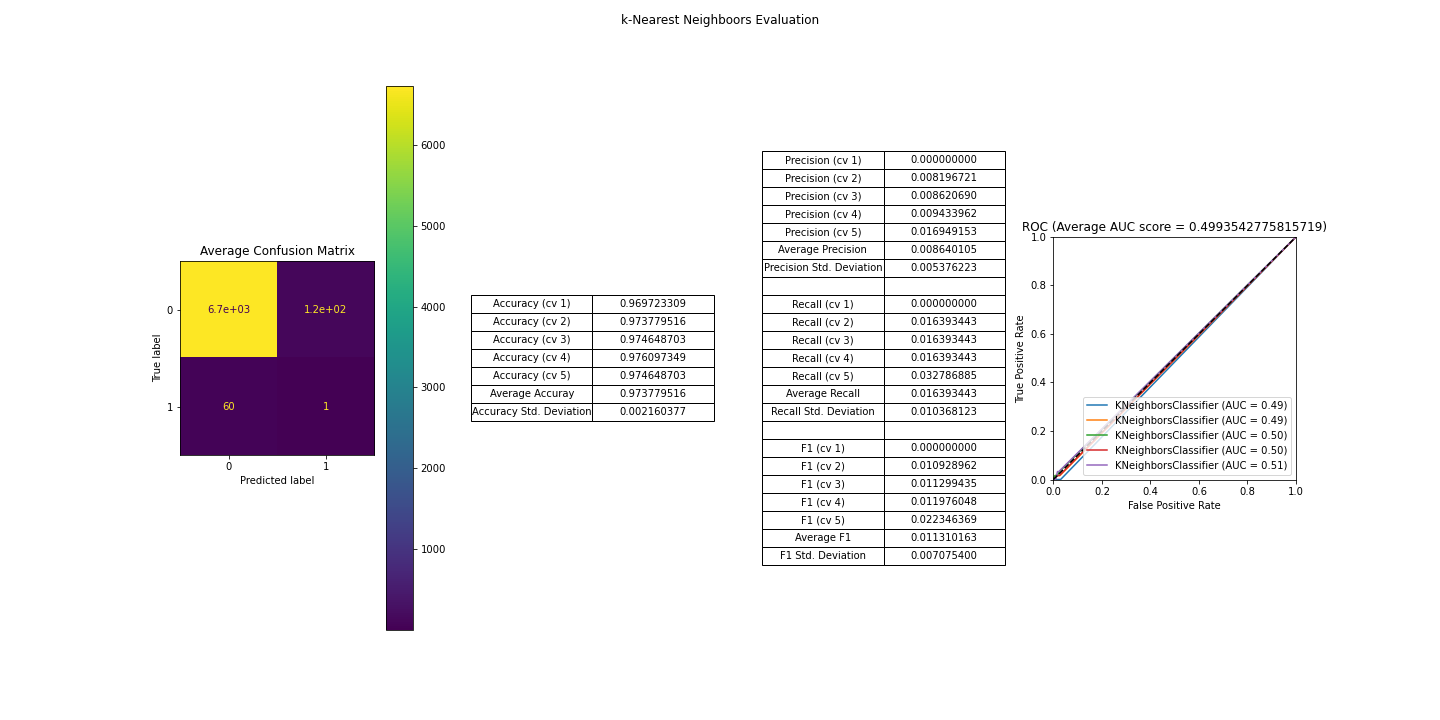 k-Nearest Neighboors Evaluation
Average Confusion Matrix
True label
0
1
6.7e+03 1.2e+02
60 1
0 1
Predicted label
6000
5000
4000
3000
2000
1000
Accuracy (cv 1) 0.969723309
Accuracy (cv 2) 0.973779516
Accuracy (cv 3) 0.974648703
Accuracy (cv 4) 0.976097349
Accuracy (cv 5) 0.974648703
Average Accuray 0.973779516
Accuracy Std. Deviation 0.002160377
Precision (cv 1) 0.000000000
Precision (cv 2) 0.008196721
Precision (cv 3) 0.008620690
Precision (cv 4) 0.009433962
Precision (cv 5) 0.016949153
Average Precision 0.008640105
Precision Std. Deviation 0.005376223
Recall (cv 1) 0.000000000
Recall (cv 2) 0.016393443
Recall (cv 3) 0.016393443
Recall (cv 4) 0.016393443
Recall (cv 5) 0.032786885
Average Recall 0.016393443
Recall Std. Deviation 0.010368123
F1 (cv 1) 0.000000000
F1 (cv 2) 0.010928962
F1 (cv 3) 0.011299435
F1 (cv 4) 0.011976048
F1 (cv 5) 0.022346369
Average F1 0.011310163
F1 Std. Deviation 0.007075400
ROC (Average AUC score = 0.4993542775815719)
True Positive Rate
1.0
0.8
0.6
0.4
0.2
0.0
KNeighborsClassifier (AUC = 0.49)
KNeighborsClassifier (AUC = 0.49)
KNeighborsClassifier (AUC = 0.50)
KNeighborsClassifier (AUC = 0.50)
KNeighborsClassifier (AUC = 0.51)
0.0 0.2 0.4 0.6 0.8 1.0
False Positive Rate